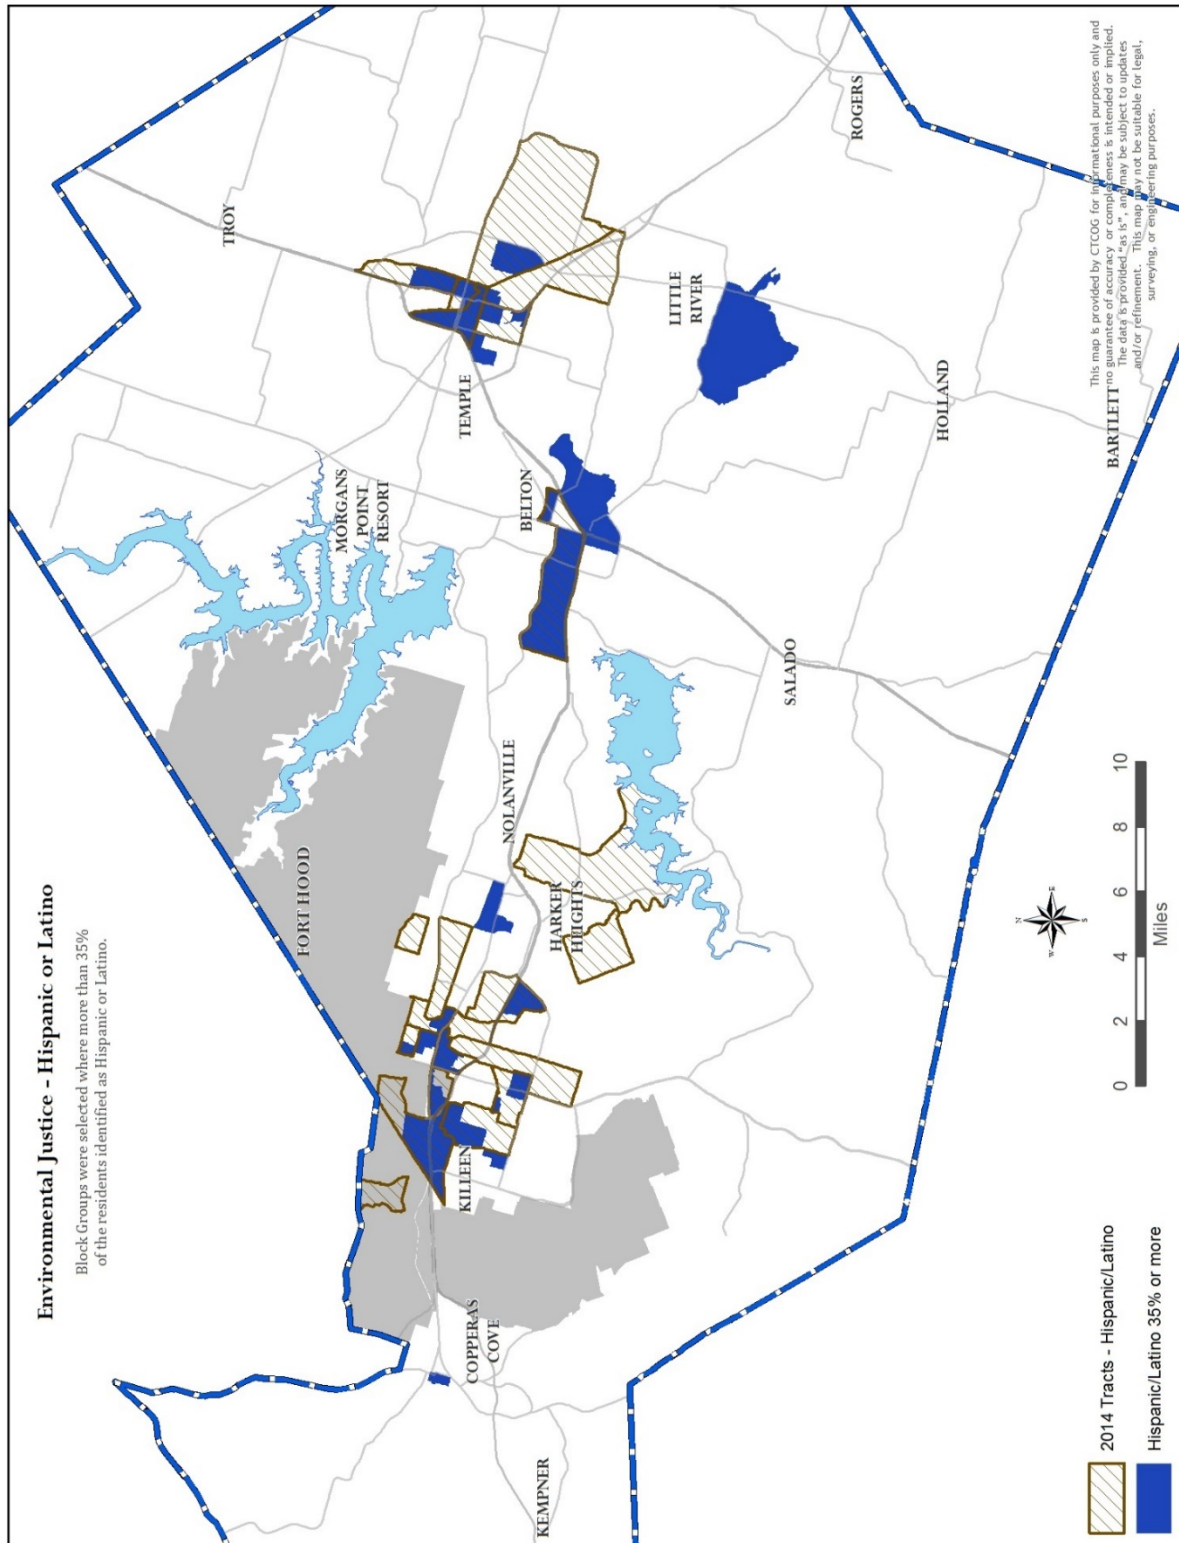 Environmental Justice - Hispanic or Latino
Block Groups were selected where more than 35%
of the residents identified as Hispanic or Latino.
TROY
MORGANS
POINT
RESORT
FORT HOOD
TEMPLE
BELTON
NOLANVILLE
KILLEEN
HARKER
HEIGHTS
COPPERAS
COVE
KEMPNER
LITTLE
RIVER
ROGERS
SALADO
HOLLAND
BARTLETT
N
W
E
S
0 2 4 6 8 10
Miles
2014 Tracts - Hispanic/Latino
Hispanic/Latino 35% or more
This map is provided by CTCOG for informational purposes only and
no guarantee of accuracy or completeness is intended or implied.
The data is provided "as is", and may be subject to updates
and/or refinement. This map may not be suitable for legal,
surveying, or engineering purposes.